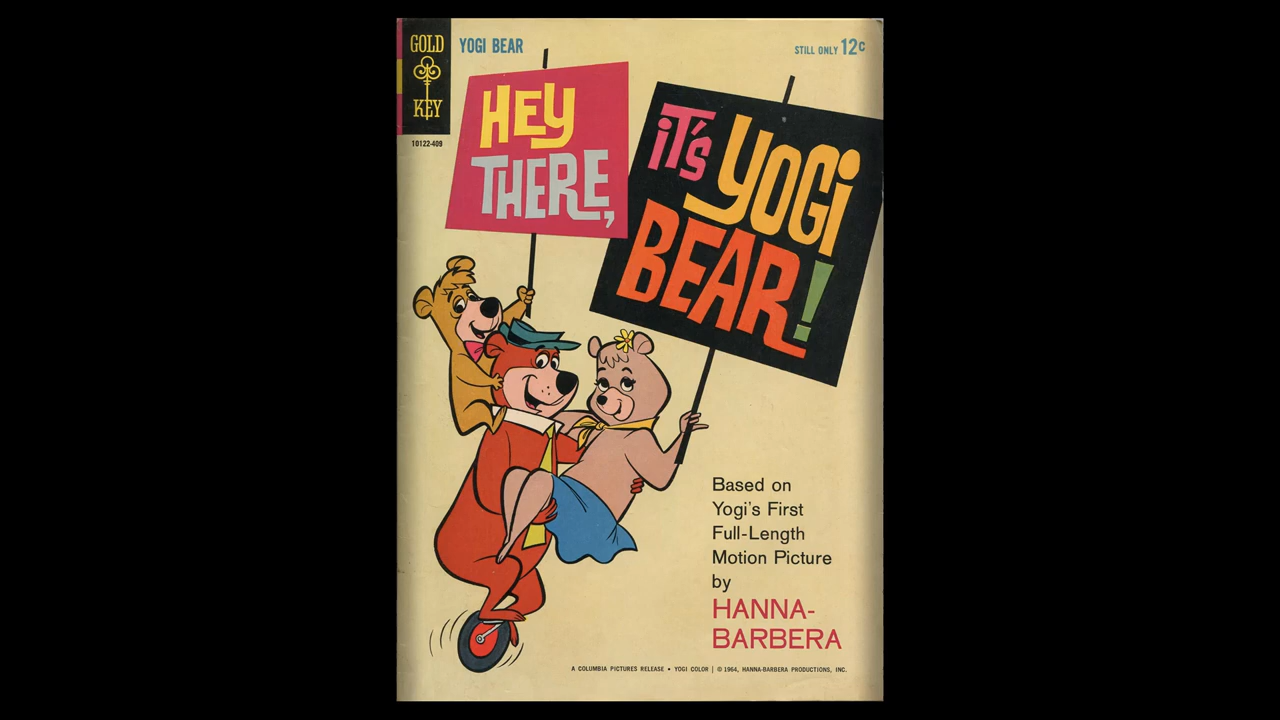 GOLD
KEY
YOGI BEAR
STILL ONLY 12c
10122-409
HEY
THERE,
iT's YOGi
BEAR!
Based on
Yogi's First
Full-Length
Motion Picture
by
HANNA-
BARBERA
A COLUMBIA PICTURES RELEASE • YOGI COLOR | © 1964, HANNA-BARBERA PRODUCTIONS, INC.